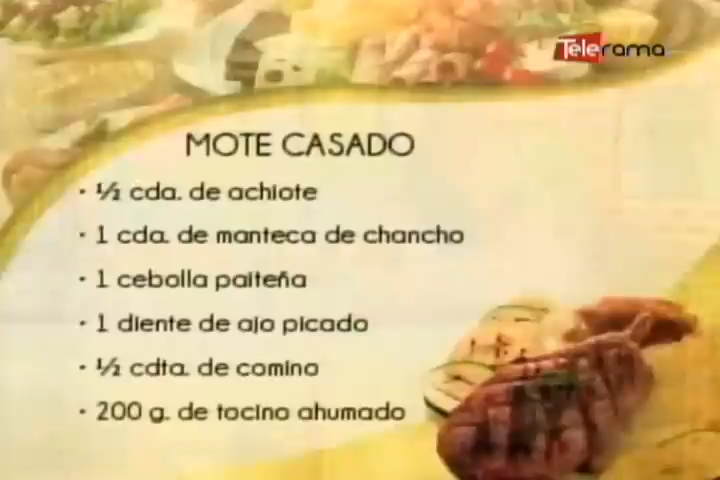 Telerama
MOTE CASADO
• ½ cda. de achiote
• 1 cda. de manteca de chancho
• 1 cebolla paiteña
• 1 diente de ajo picado
• ½ cdta. de comino
• 200 g. de tocino ahumado